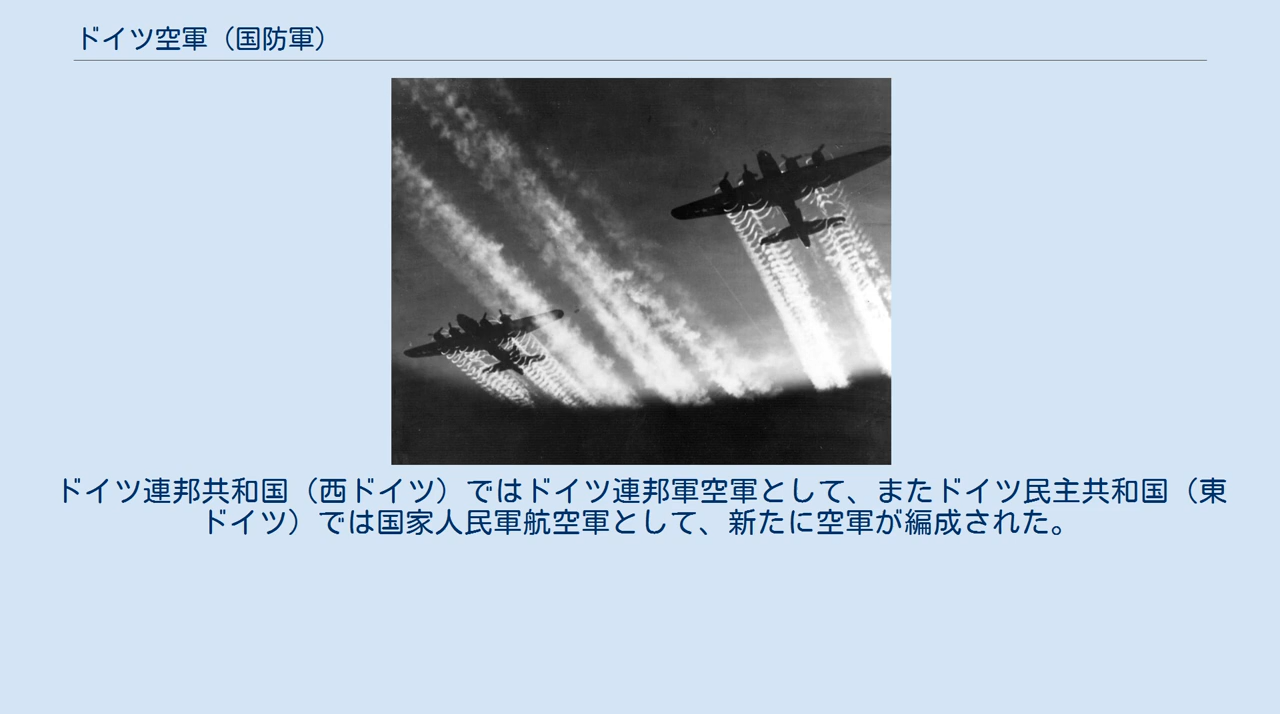 ドイツ空軍（国防軍）
ドイツ連邦共和国（西ドイツ）ではドイツ連邦軍空軍として、またドイツ民主共和国（東
ドイツ）では国家人民軍航空軍として、新たに空軍が編成された。